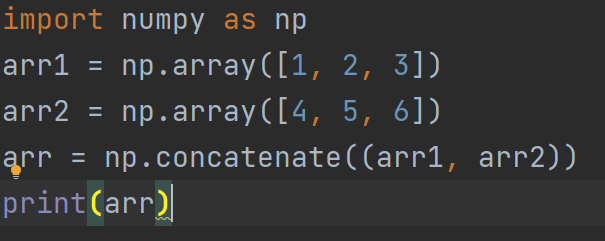 import numpy as np
arr1 = np.array([1, 2, 3])
arr2 = np.array([4, 5, 6])
arr = np.concatenate((arr1, arr2))
print(arr)